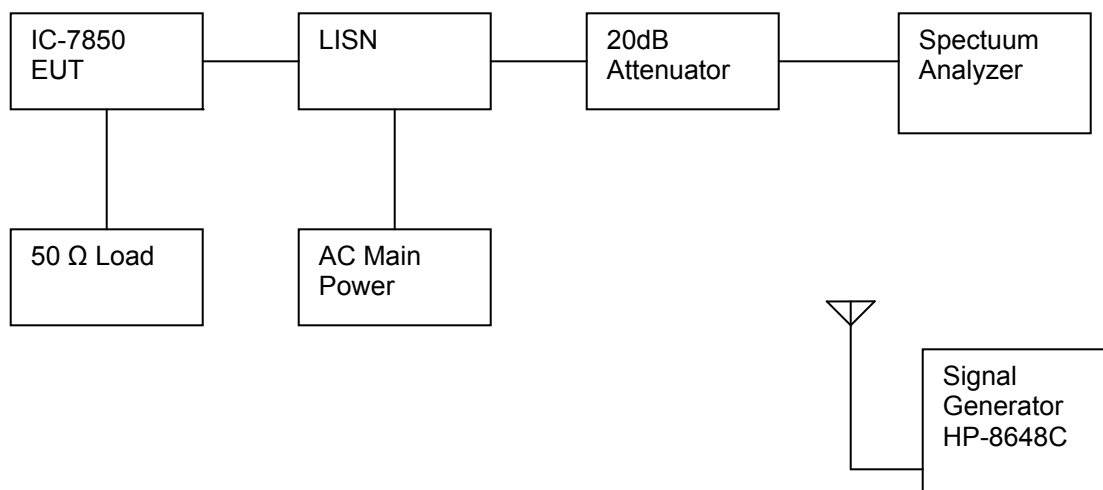 IC-7850
EUT
LISN
20dB
Attenuator
Spectuum
Analyzer
50 Ω Load
AC Main
Power
Signal
Generator
HP-8648C